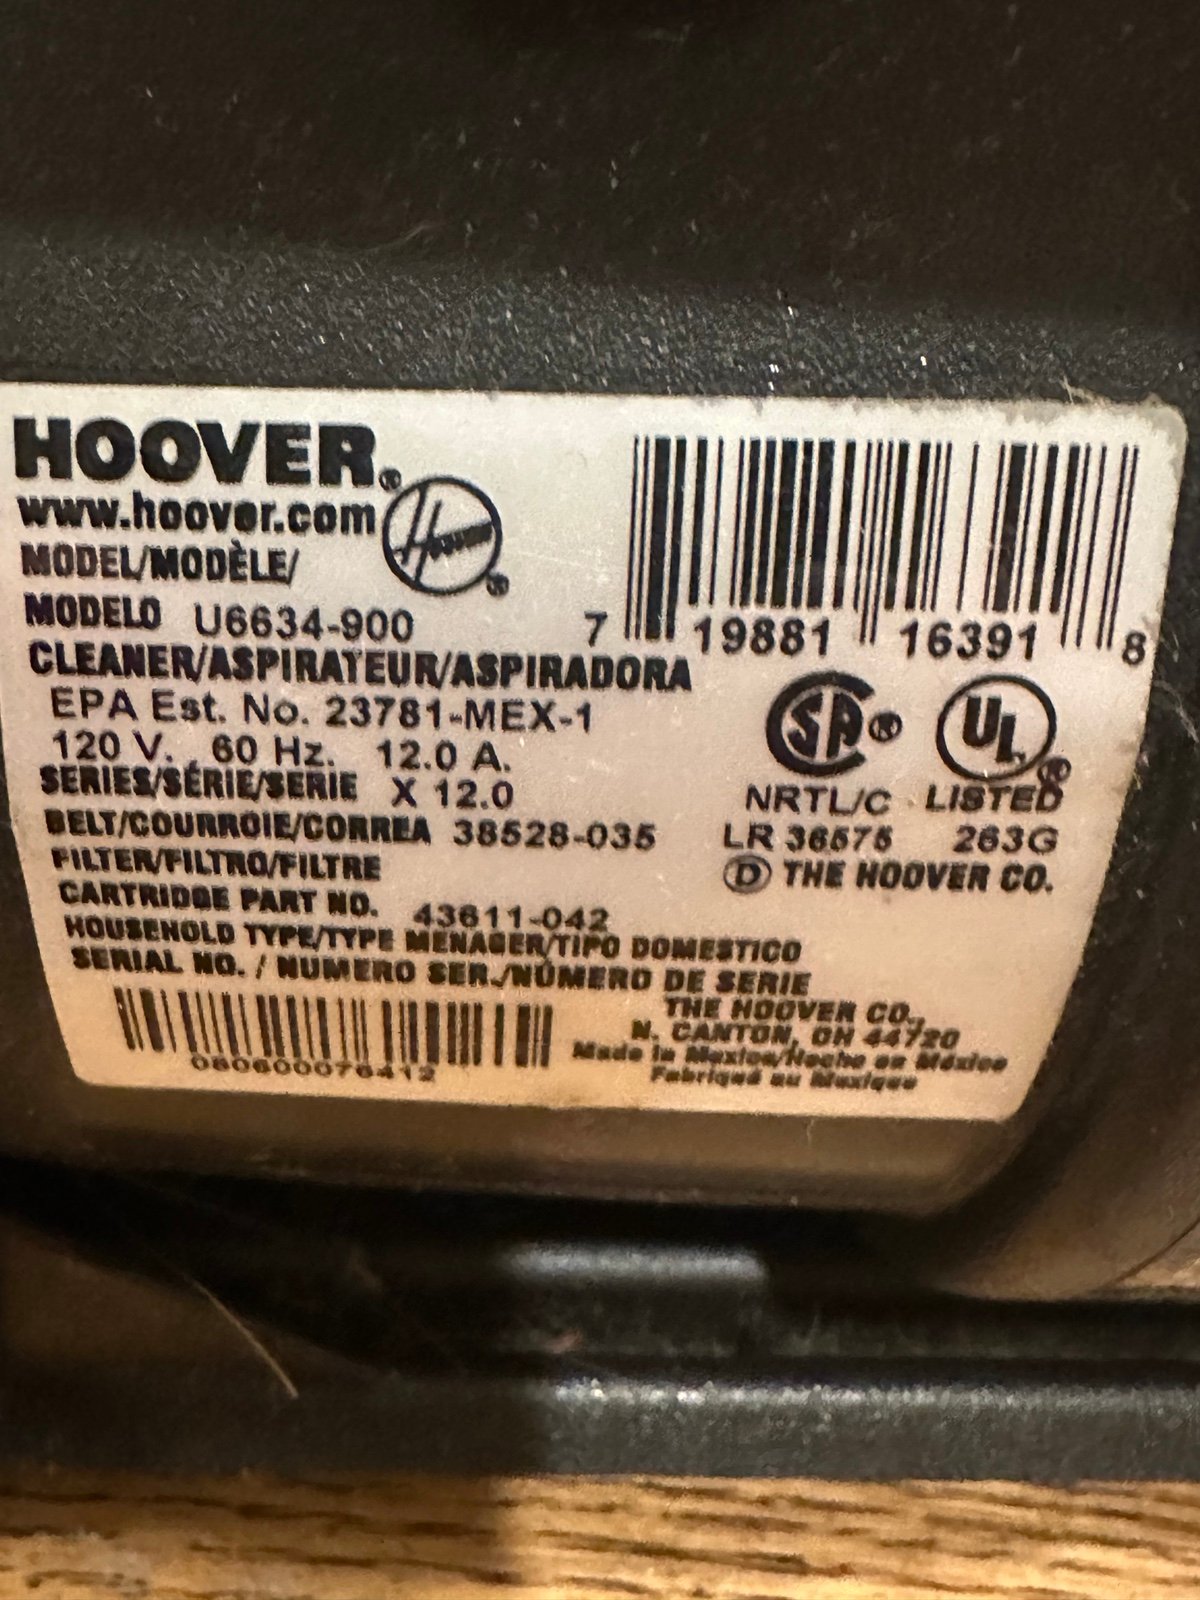 HOOVER®
www.hoover.com
Hoover ®
MODEL/MODÈLE/
MODELO U6634-900
7 19881 16391 8
CLEANER/ASPIRATEUR/ASPIRADORA
EPA Est. No. 23781-MEX-1
120 V. 60 Hz. 12.0 A.
SERIES/SÉRIE/SERIE X 12.0
BELT/COURROIE/CORREA 38528-035
FILTER/FILTRO/FILTRE
CARTRIDGE PART NO. 43611-042
HOUSEHOLD TYPE/TYPE MENAGER/TIPO DOMESTICO
SERIAL NO. / NUMERO SER./NÚMERO DE SERIE
080600076412
SA® UL®
NRTL/C LISTED
LR 36575 263G
D THE HOOVER CO.
THE HOOVER CO.,
N. CANTON, OH 44720
Made in Mexico/Hecho en México
Fabriqué au Mexique